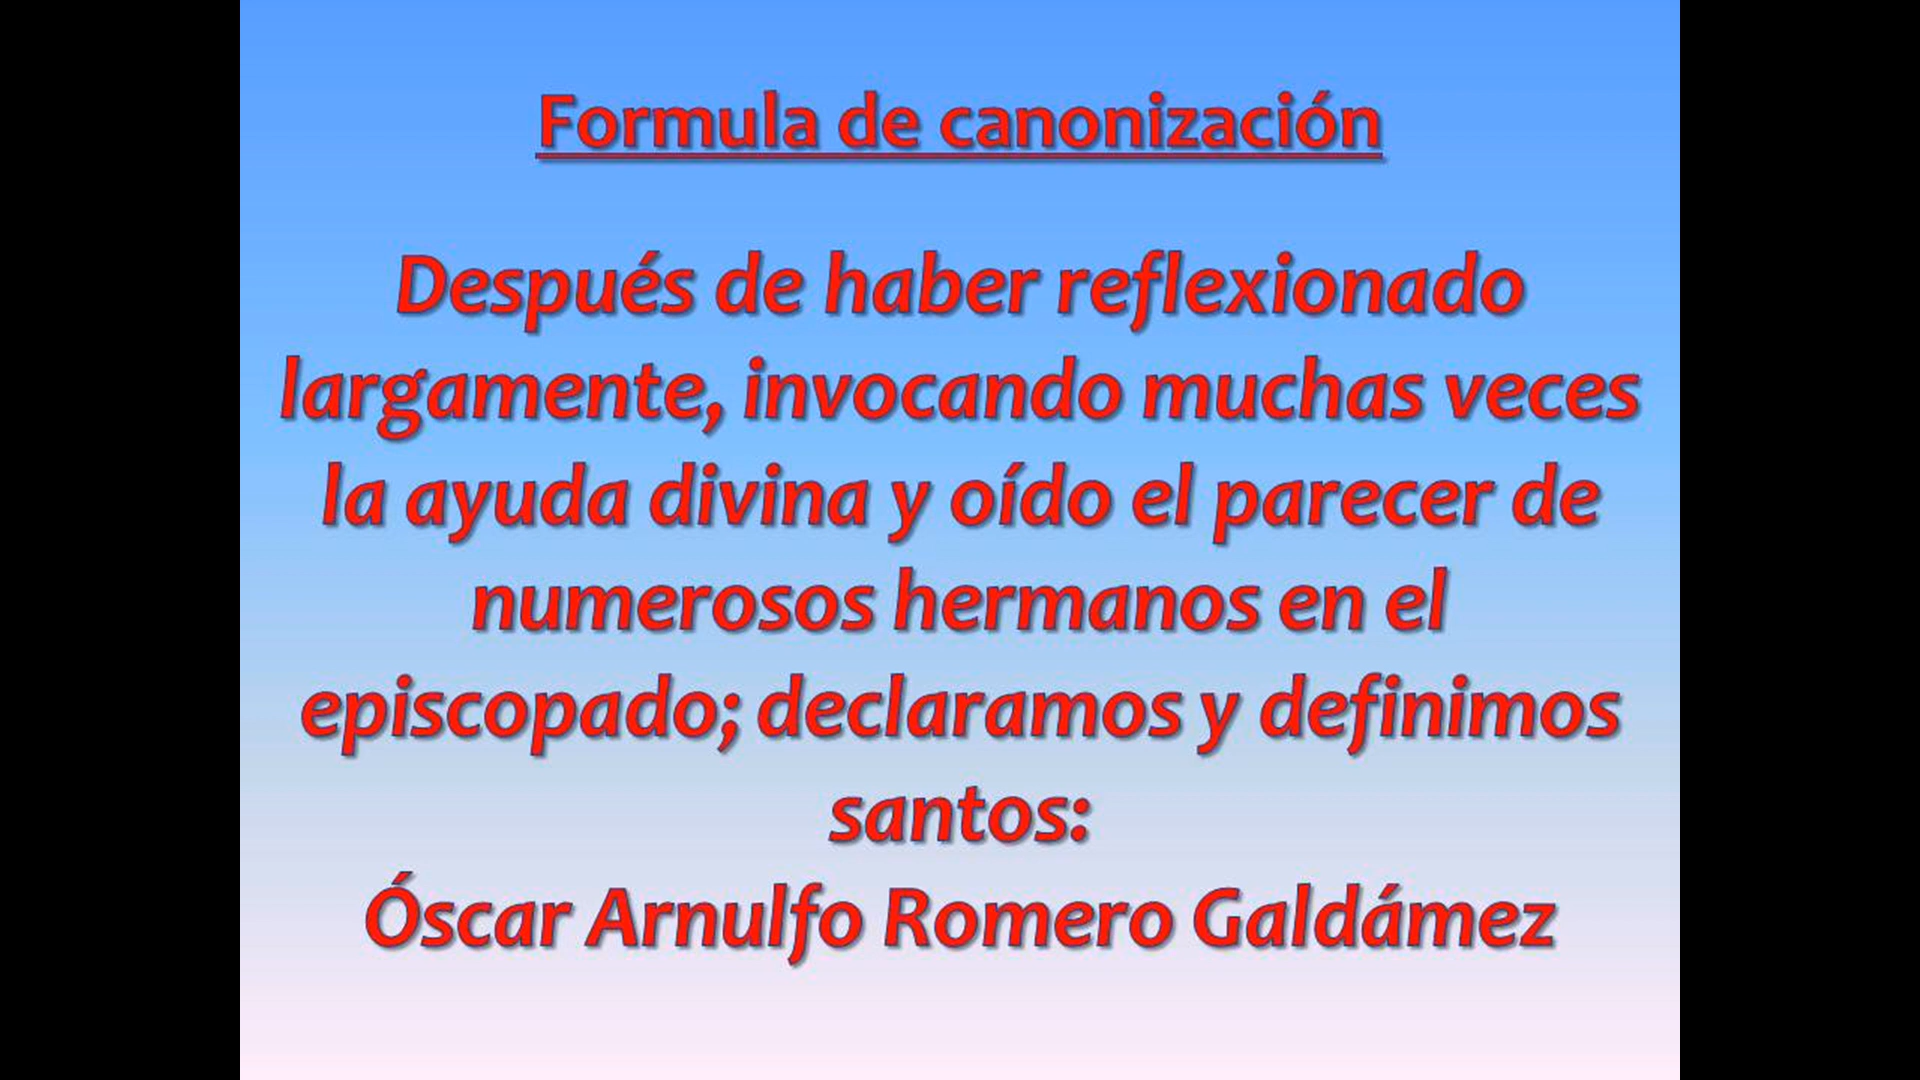 Formula de canonización
Después de haber reflexionado
largamente, invocando muchas veces
la ayuda divina y oído el parecer de
numerosos hermanos en el
episcopado; declaramos y definimos
santos:
Óscar Arnulfo Romero Galdámez